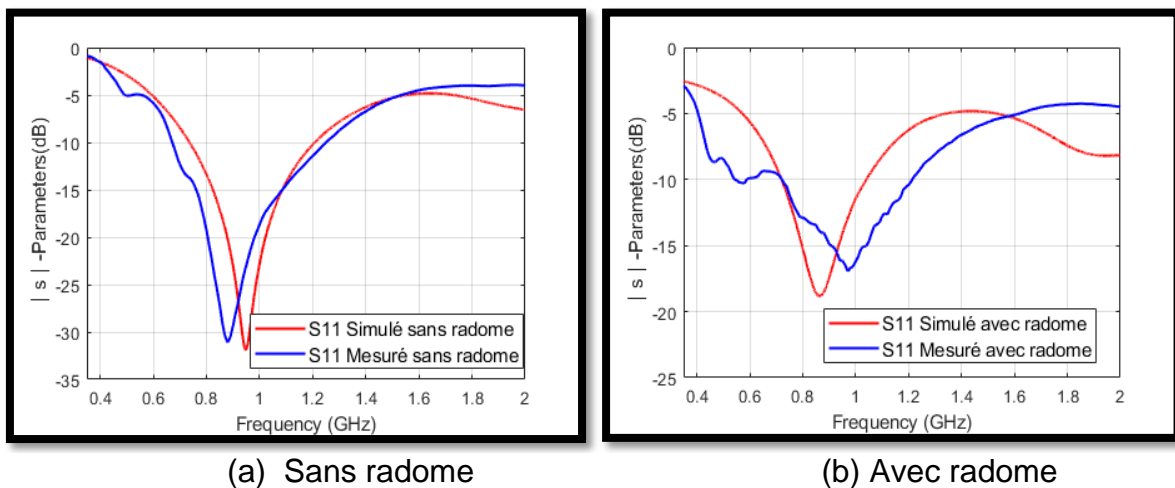 0
-5
-10
-15
-20
-25
-30
-35
| s | -Parameters(dB)
S11 Simulé sans radome
S11 Mesuré sans radome
0.4 0.6 0.8 1 1.2 1.4 1.6 1.8 2
Frequency (GHz)
(a) Sans radome
0
-5
-10
-15
-20
-25
| s | -Parameters(dB)
S11 Simulé avec radome
S11 Mesuré avec radome
0.4 0.6 0.8 1 1.2 1.4 1.6 1.8 2
Frequency (GHz)
(b) Avec radome